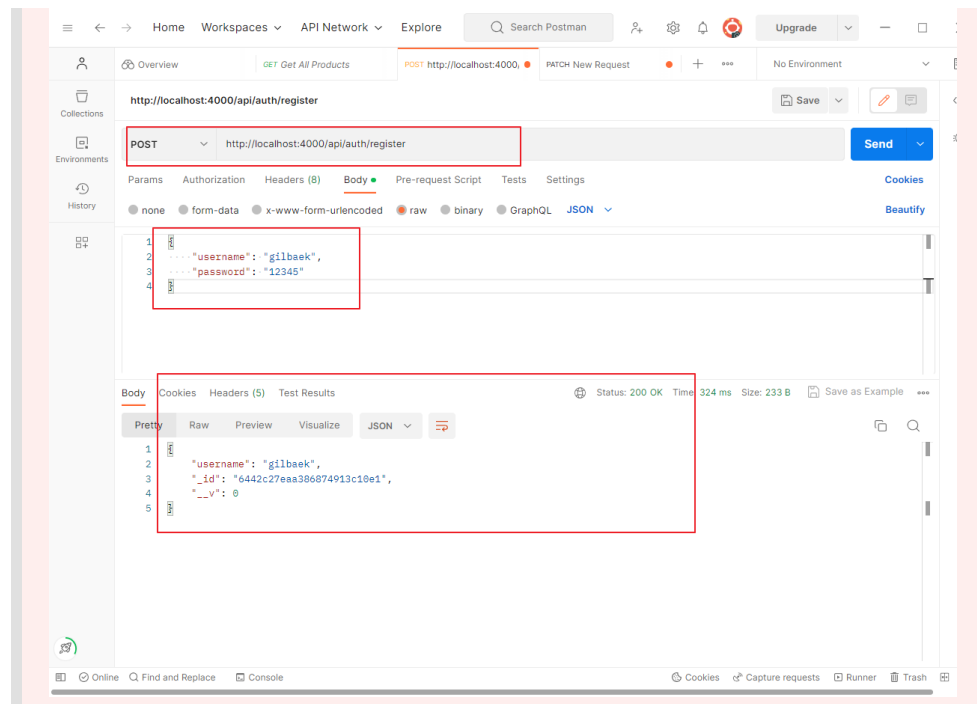 Home Workspaces API Network Explore Search Postman Upgrade
Overview GET Get All Products POST http://localhost:4000, PATCH New Request No Environment
http://localhost:4000/api/auth/register Save
Collections
POST http://localhost:4000/api/auth/register Send
Environments
Params Authorization Headers (8) Body Pre-request Script Tests Settings Cookies
History
none form-data x-www-form-urlencoded raw binary GraphQL JSON Beautify
1 {
2 "username": "gilbaek",
3 "password": "12345"
4 }
Body Cookies Headers (5) Test Results Status: 200 OK Time: 324 ms Size: 233 B Save as Example
Pretty Raw Preview Visualize JSON
1 {
2 "username": "gilbaek",
3 "_id": "6442c27eaa386874913c10e1",
4 "__v": 0
5 }
Online Find and Replace Console Cookies Capture requests Runner Trash